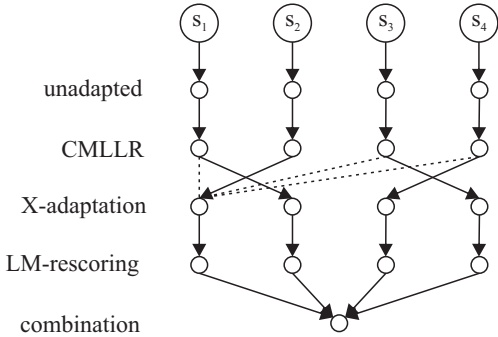 s1 s2 s3 s4
unadapted
CMLLR
X-adaptation
LM-rescoring
combination